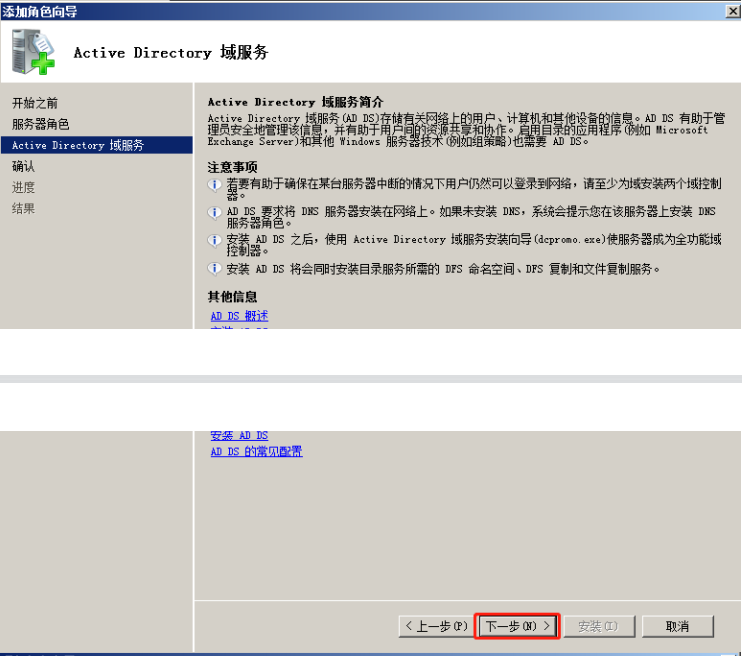 添加角色向导
Active Directory 域服务
开始之前
服务器角色
Active Directory 域服务
确认
进度
结果
Active Directory 域服务简介
Active Directory 域服务(AD DS)存储有关网络上的用户、计算机和其他设备的信息。AD DS 有助于管
理员安全地管理该信息，并有助于用户间的资源共享和协作。启用目录的应用程序(例如 Microsoft
Exchange Server)和其他 Windows 服务器技术(例如组策略)也需要 AD DS。
注意事项
若要有助于确保在某台服务器中断的情况下用户仍然可以登录到网络，请至少为域安装两个域控制
器。
AD DS 要求将 DNS 服务器安装在网络上。如果未安装 DNS，系统会提示您在该服务器上安装 DNS
服务器角色。
安装 AD DS 之后，使用 Active Directory 域服务安装向导(dcpromo.exe)使服务器成为全功能域
控制器。
安装 AD DS 将会同时安装目录服务所需的 DFS 命名空间、DFS 复制和文件复制服务。
其他信息
AD DS 概述
安装 AD DS
AD DS 的常见配置
< 上一步(P)
下一步(N) >
安装(I)
取消